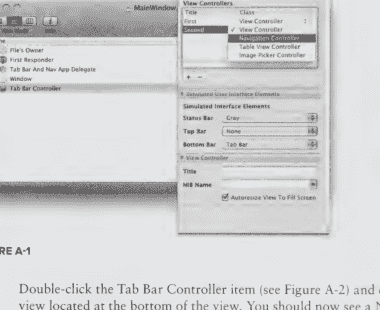 MainWindow
View Controllers
Title Class
First View Controller
Second View Controller
Navigation Controller
Table View Controller
Image Picker Controller
File's Owner
First Responder
Tab Bar And Nav App Delegate
Window
Tab Bar Controller
+ -
Simulated User Interface Elements
Simulated Interface Elements
Status Bar Gray
Top Bar None
Bottom Bar Tab Bar
View Controller
Title
NIB Name
Autoresize View To Fill Screen
RE A-1
Double-click the Tab Bar Controller item (see Figure A-2) and
view located at the bottom of the view. You should now see a N